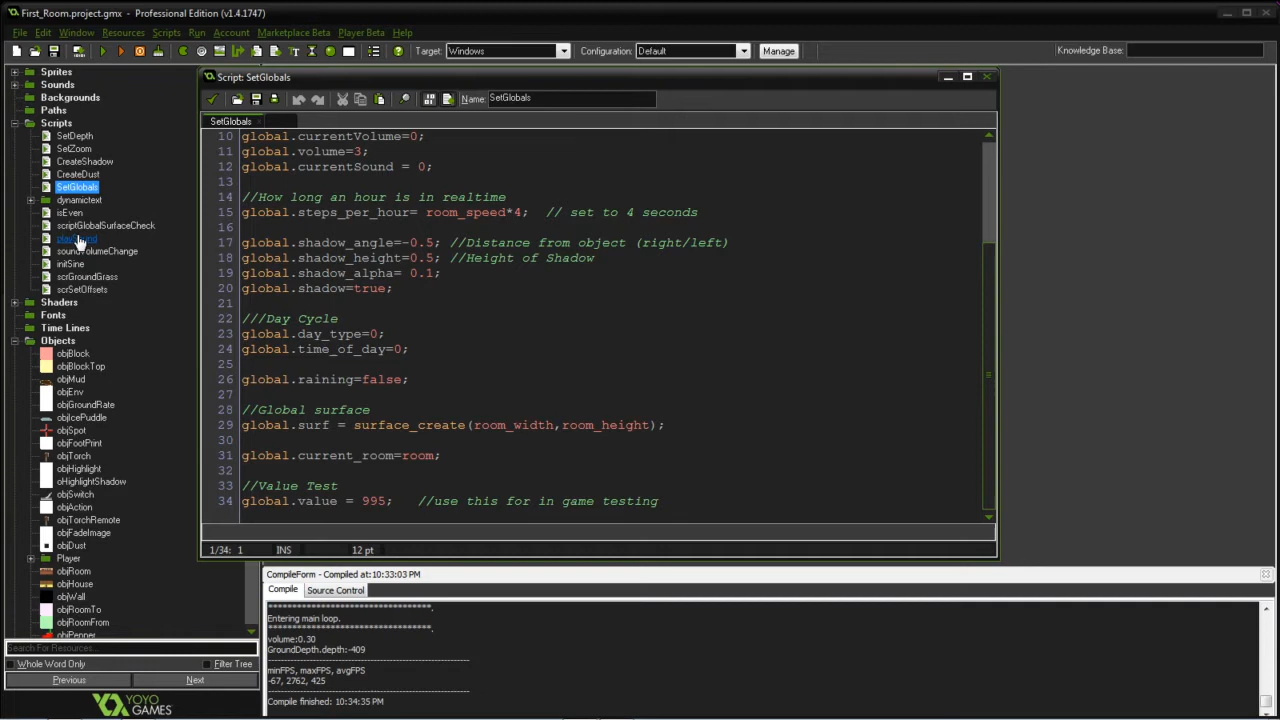 First_Room.project.gmx - Professional Edition (v1.4.1747)
File Edit Window Resources Scripts Run Account Marketplace Beta Player Beta Help
Target: Windows Configuration: Default Manage Knowledge Base:
Sprites
Sounds
Backgrounds
Paths
Scripts
SetDepth
SetZoom
CreateShadow
CreateDust
SetGlobals
dynamictext
isEven
scriptGlobalSurfaceCheck
playSound
soundVolumeChange
initSine
scrGroundGrass
scrSetOffsets
Shaders
Fonts
Time Lines
Objects
objBlock
objBlockTop
objMud
objEnv
objGroundRate
objIcePuddle
objSpot
objFootPrint
objTorch
objHighlight
oHighlightShadow
objSwitch
objAction
objTorchRemote
objFadeImage
objDust
Player
objRoom
objHouse
objWall
objRoomTo
objRoomFrom
objPepper
Search For Resources...
Whole Word Only Filter Tree
Previous Next
YOYO
GAMES
Script: SetGlobals
Name: SetGlobals
SetGlobals
10 global.currentVolume=0;
11 global.volume=3;
12 global.currentSound = 0;
13
14 //How long an hour is in realtime
15 global.steps_per_hour= room_speed*4; // set to 4 seconds
16
17 global.shadow_angle=-0.5; //Distance from object (right/left)
18 global.shadow_height=0.5; //Height of Shadow
19 global.shadow_alpha= 0.1;
20 global.shadow=true;
21
22 ///Day Cycle
23 global.day_type=0;
24 global.time_of_day=0;
25
26 global.raining=false;
27
28 //Global surface
29 global.surf = surface_create(room_width,room_height);
30
31 global.current_room=room;
32
33 //Value Test
34 global.value = 995; //use this for in game testing
1/34: 1 INS 12 pt
CompileForm - Compiled at:10:33:03 PM
Compile Source Control
***************************************.
Entering main loop.
***************************************.
volume:0.30
GroundDepth.depth:-409
-------------------------------------------------------
minFPS, maxFPS, avgFPS
-67, 2762, 425
-------------------------------------------------------
Compile finished: 10:34:35 PM